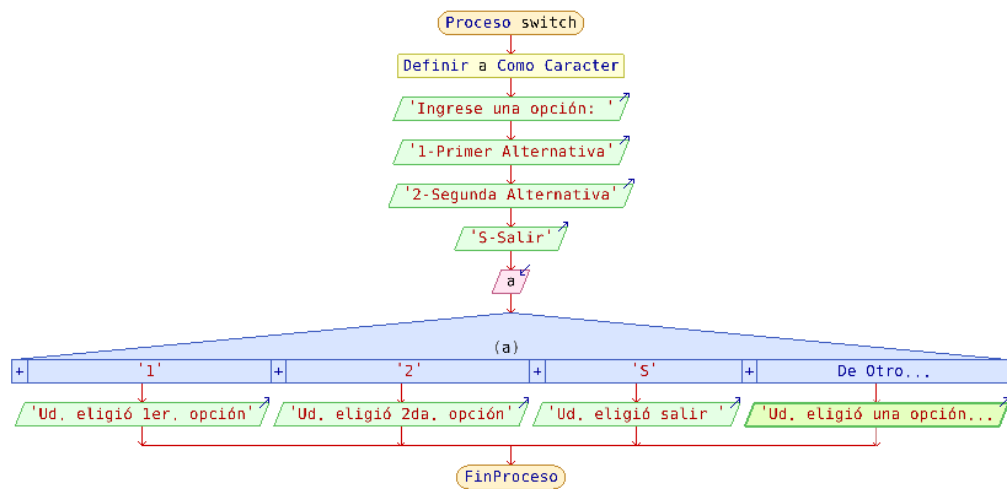 Proceso switch
Definir a Como Caracter
'Ingrese una opción: '
'1-Primer Alternativa'
'2-Segunda Alternativa'
'S-Salir'
a
(a)
+ '1' + '2' + 'S' + De Otro...
'Ud. eligió 1er. opción' 'Ud. eligió 2da. opción' 'Ud. eligió salir ' 'Ud. eligió una opción...
FinProceso